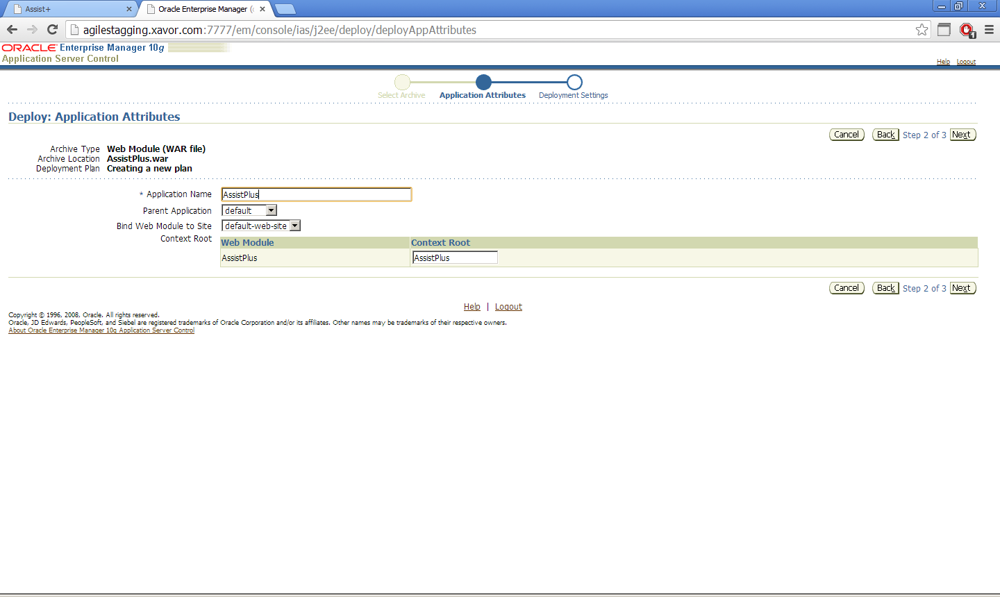 Assist+
Oracle Enterprise Manager (
agilestagging.xavor.com:7777/em/console/ias/j2ee/deploy/deployAppAttributes
1
ORACLE Enterprise Manager 10g
Application Server Control
Help Logout
Select Archive Application Attributes Deployment Settings
Deploy: Application Attributes
Cancel Back Step 2 of 3 Next
Archive Type Web Module (WAR file)
Archive Location AssistPlus.war
Deployment Plan Creating a new plan
* Application Name AssistPlus
Parent Application default
Bind Web Module to Site default-web-site
Context Root
Web Module Context Root
AssistPlus AssistPlus
Cancel Back Step 2 of 3 Next
Help | Logout
Copyright © 1996, 2008, Oracle. All rights reserved.
Oracle, JD Edwards, PeopleSoft, and Siebel are registered trademarks of Oracle Corporation and/or its affiliates. Other names may be trademarks of their respective owners.
About Oracle Enterprise Manager 10g Application Server Control